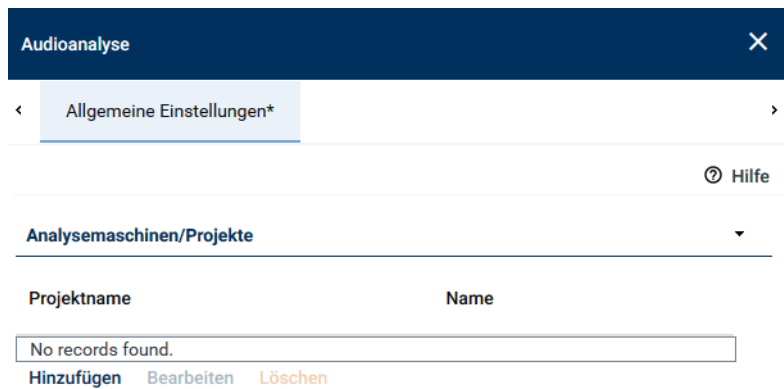 Audioanalyse
Allgemeine Einstellungen*
Hilfe
Analysemaschinen/Projekte
Projektname Name
No records found.
Hinzufügen Bearbeiten Löschen